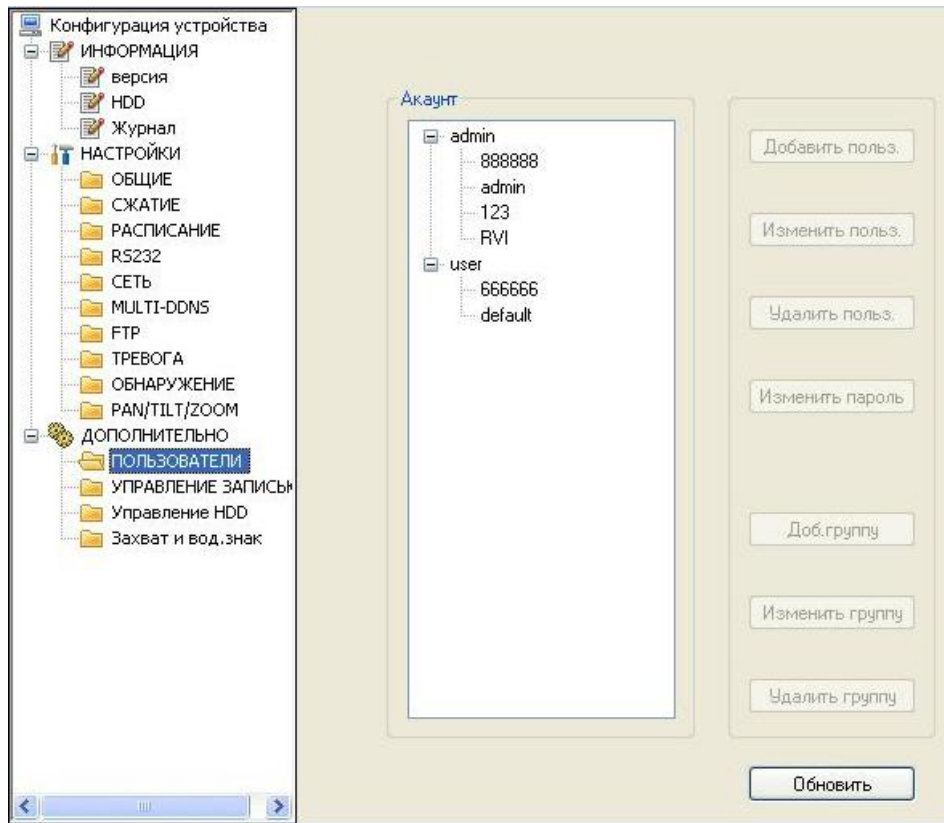 Конфигурация устройства
ИНФОРМАЦИЯ
версия
HDD
Журнал
НАСТРОЙКИ
ОБЩИЕ
СЖАТИЕ
РАСПИСАНИЕ
RS232
СЕТЬ
MULTI-DDNS
FTP
ТРЕВОГА
ОБНАРУЖЕНИЕ
PAN/TILT/ZOOM
ДОПОЛНИТЕЛЬНО
ПОЛЬЗОВАТЕЛИ
УПРАВЛЕНИЕ ЗАПИСЬЮ
Управление HDD
Захват и вод.знак
Акаунт
admin
888888
admin
123
RVI
user
666666
default
Добавить польз.
Изменить польз.
Удалить польз.
Изменить пароль
Доб.группу
Изменить группу
Удалить группу
Обновить